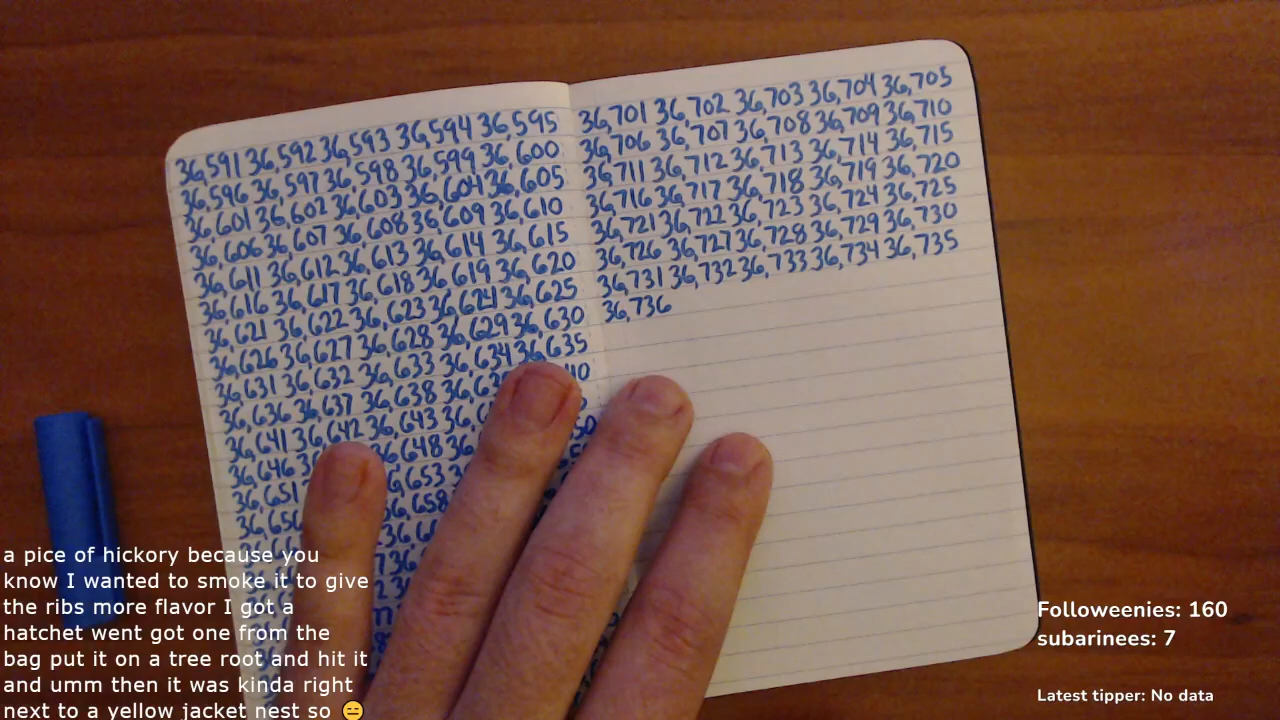 36,591 36,592 36,593 36,594 36,595
36,596 36,597 36,598 36,599 36,600
36,601 36,602 36,603 36,604 36,605
36,606 36,607 36,608 36,609 36,610
36,611 36,612 36,613 36,614 36,615
36,616 36,617 36,618 36,619 36,620
36,621 36,622 36,623 36,624 36,625
36,626 36,627 36,628 36,629 36,630
36,631 36,632 36,633 36,634 36,635
36,636 36,637 36,638
36,641 36,642 36,643
36,646 36,648
36,651 36,653
36,656 36,658
36,701 36,702 36,703 36,704 36,705
36,706 36,707 36,708 36,709 36,710
36,711 36,712 36,713 36,714 36,715
36,716 36,717 36,718 36,719 36,720
36,721 36,722 36,723 36,724 36,725
36,726 36,727 36,728 36,729 36,730
36,731 36,732 36,733 36,734 36,735
36,736
a pice of hickory because you
know I wanted to smoke it to give
the ribs more flavor I got a
hatchet went got one from the
bag put it on a tree root and hit it
and umm then it was kinda right
next to a yellow jacket nest so 😑
Followeenies: 160
subarinees: 7
Latest tipper: No data